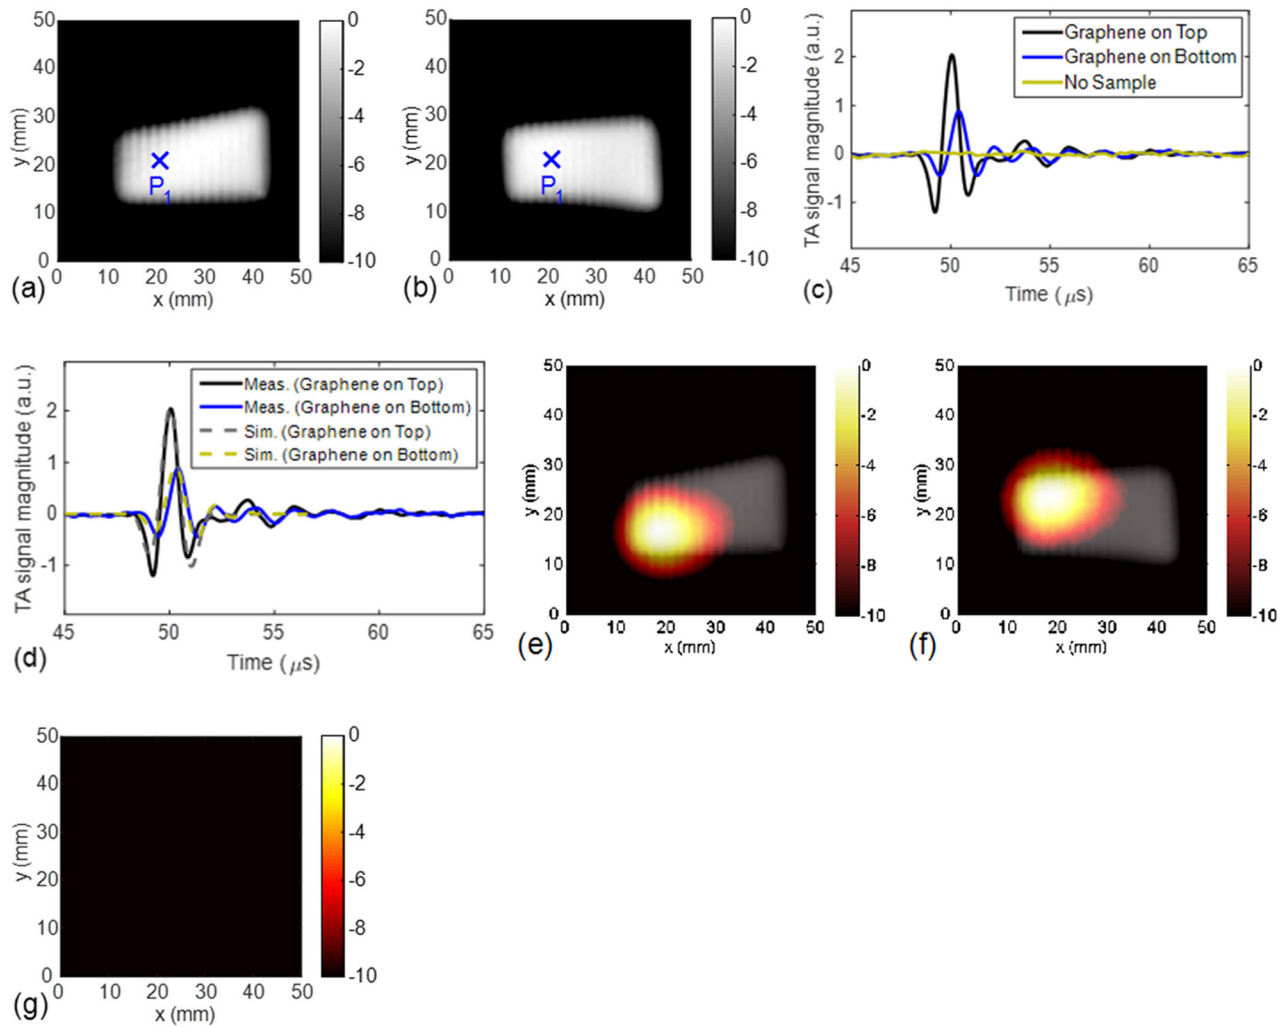 50
40
30
20
10
0
y (mm)
P1
0 10 20 30 40 50
x (mm)
0
-2
-4
-6
-8
-10
(a)
50
40
30
20
10
0
y (mm)
P1
0 10 20 30 40 50
x (mm)
0
-2
-4
-6
-8
-10
(b)
TA signal magnitude (a.u.)
2
1
0
-1
Graphene on Top
Graphene on Bottom
No Sample
45 50 55 60 65
Time ( μs)
(c)
TA signal magnitude (a.u.)
2
1
0
-1
Meas. (Graphene on Top)
Meas. (Graphene on Bottom)
Sim. (Graphene on Top)
Sim. (Graphene on Bottom)
45 50 55 60 65
Time ( μs)
(d)
50
40
30
20
10
0
y (mm)
0 10 20 30 40 50
x (mm)
0
-2
-4
-6
-8
-10
(e)
50
40
30
20
10
0
y (mm)
0 10 20 30 40 50
x (mm)
0
-2
-4
-6
-8
-10
(f)
50
40
30
20
10
0
y (mm)
0 10 20 30 40 50
x (mm)
0
-2
-4
-6
-8
-10
(g)